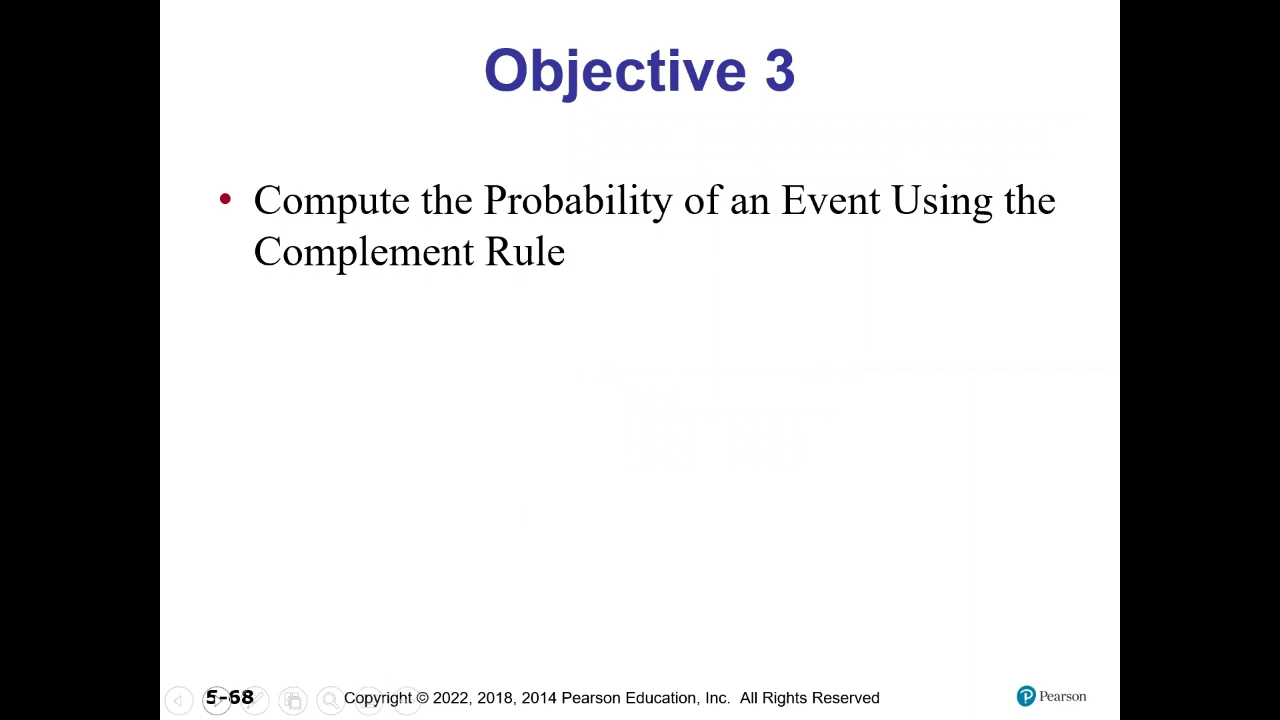 Objective 3
• Compute the Probability of an Event Using the
Complement Rule
5-68
Copyright © 2022, 2018, 2014 Pearson Education, Inc. All Rights Reserved
Pearson